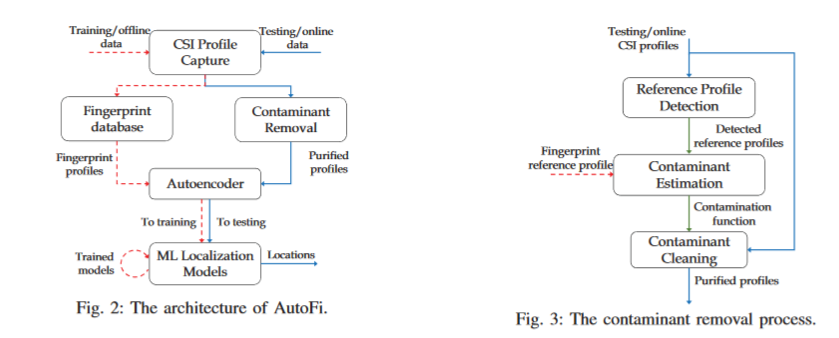 Training/offline
data
Testing/online
data
CSI Profile
Capture
Fingerprint
database
Contaminant
Removal
Fingerprint
profiles
Purified
profiles
Autoencoder
To training
To testing
Trained
models
ML Localization
Models
Locations
Fig. 2: The architecture of AutoFi.
Testing/online
CSI profiles
Reference Profile
Detection
Detected
reference profiles
Fingerprint
reference profile
Contaminant
Estimation
Contamination
function
Contaminant
Cleaning
Purified profiles
Fig. 3: The contaminant removal process.